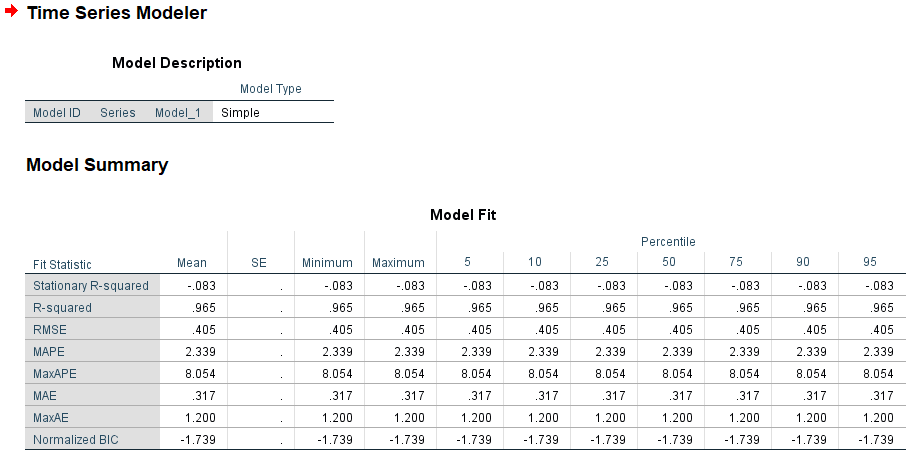 Time Series Modeler
Model Description
Model Type
Model ID Series Model_1 Simple
Model Summary
Model Fit
Percentile
Fit Statistic Mean SE Minimum Maximum 5 10 25 50 75 90 95
Stationary R-squared -.083 . -.083 -.083 -.083 -.083 -.083 -.083 -.083 -.083 -.083
R-squared .965 . .965 .965 .965 .965 .965 .965 .965 .965 .965
RMSE .405 . .405 .405 .405 .405 .405 .405 .405 .405 .405
MAPE 2.339 . 2.339 2.339 2.339 2.339 2.339 2.339 2.339 2.339 2.339
MaxAPE 8.054 . 8.054 8.054 8.054 8.054 8.054 8.054 8.054 8.054 8.054
MAE .317 . .317 .317 .317 .317 .317 .317 .317 .317 .317
MaxAE 1.200 . 1.200 1.200 1.200 1.200 1.200 1.200 1.200 1.200 1.200
Normalized BIC -1.739 . -1.739 -1.739 -1.739 -1.739 -1.739 -1.739 -1.739 -1.739 -1.739